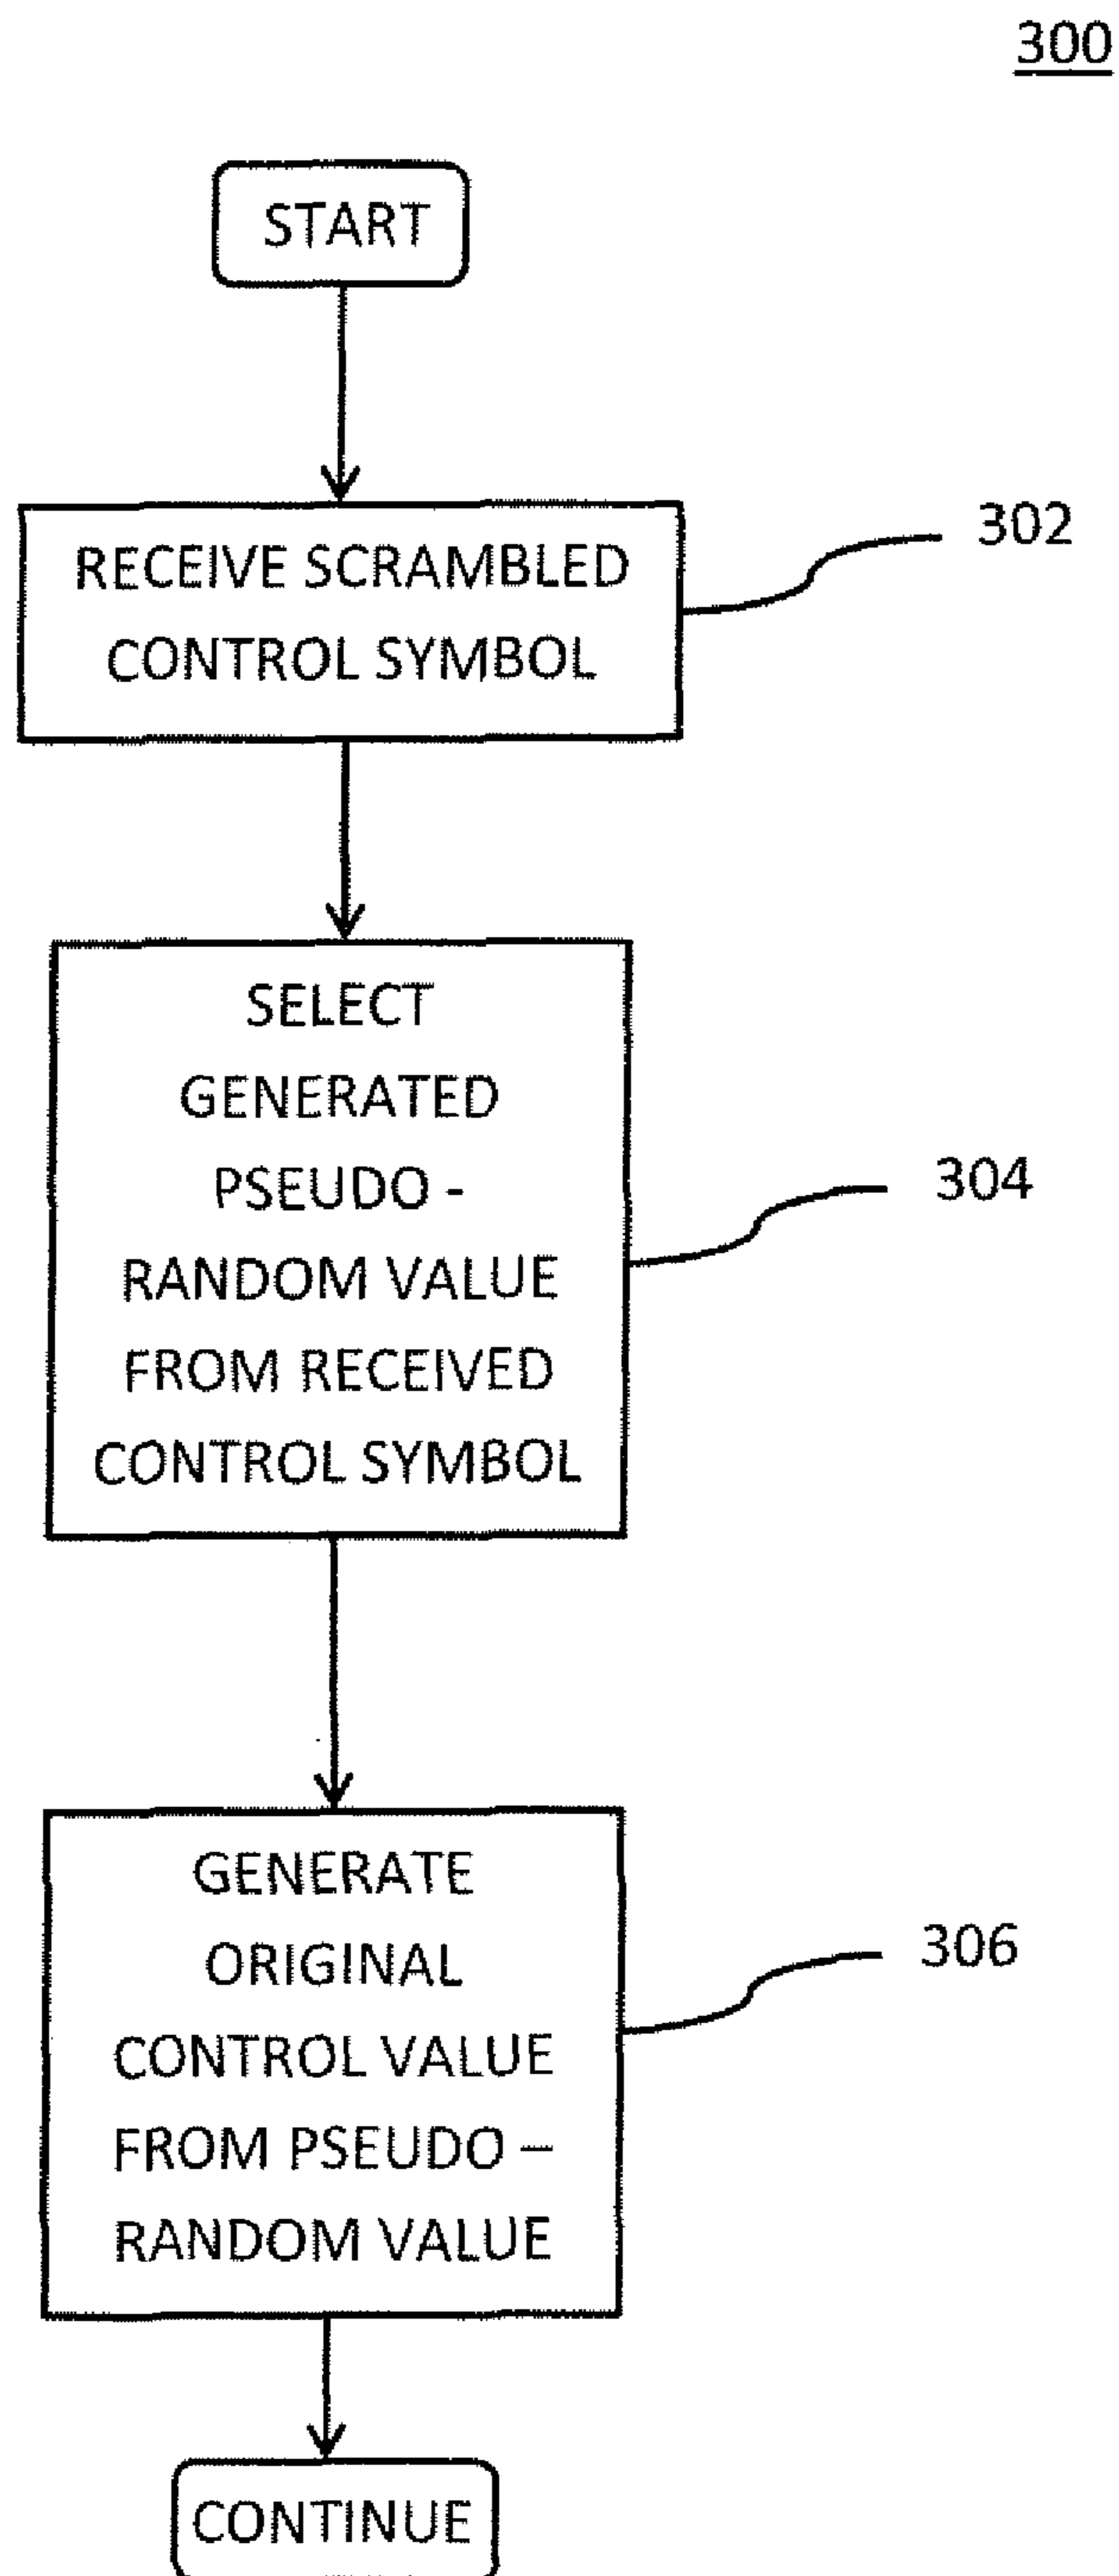 300
START
RECEIVE SCRAMBLED
CONTROL SYMBOL
302
SELECT
GENERATED
PSEUDO -
RANDOM VALUE
FROM RECEIVED
CONTROL SYMBOL
304
GENERATE
ORIGINAL
CONTROL VALUE
FROM PSEUDO –
RANDOM VALUE
306
CONTINUE